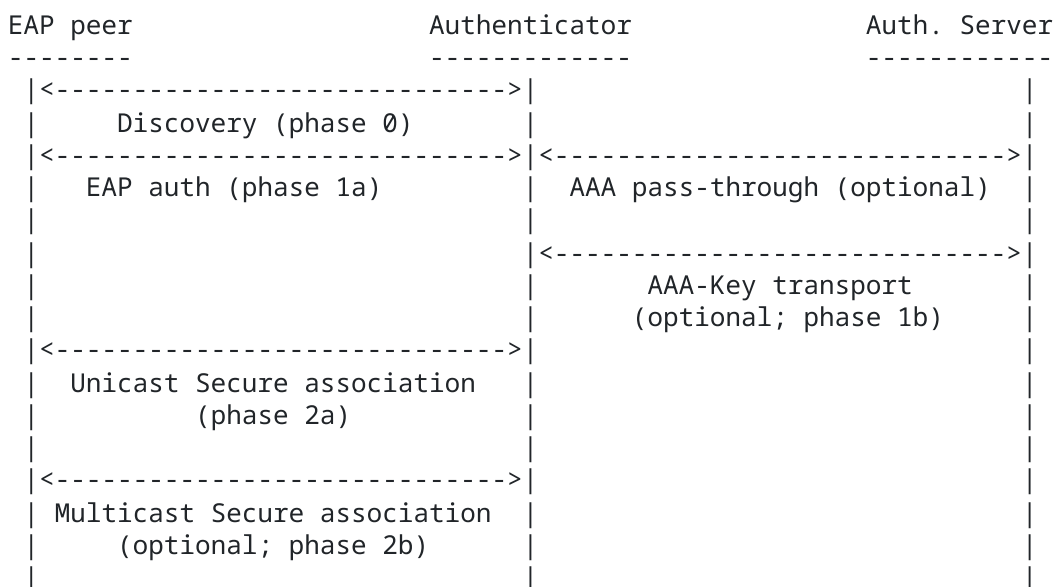 EAP peer                   Authenticator               Auth. Server
--------                   -------------               ------------
 |<----------------------------->|                               |
 |     Discovery (phase 0)       |                               |
 |<----------------------------->|<----------------------------->|
 |   EAP auth (phase 1a)         |  AAA pass-through (optional)  |
 |                               |                               |
 |                               |<----------------------------->|
 |                               |       AAA-Key transport       |
 |                               |      (optional; phase 1b)     |
 |<----------------------------->|                               |
 |  Unicast Secure association   |                               |
 |          (phase 2a)           |                               |
 |                               |                               |
 |<----------------------------->|                               |
 | Multicast Secure association  |                               |
 |     (optional; phase 2b)      |                               |
 |                               |                               |